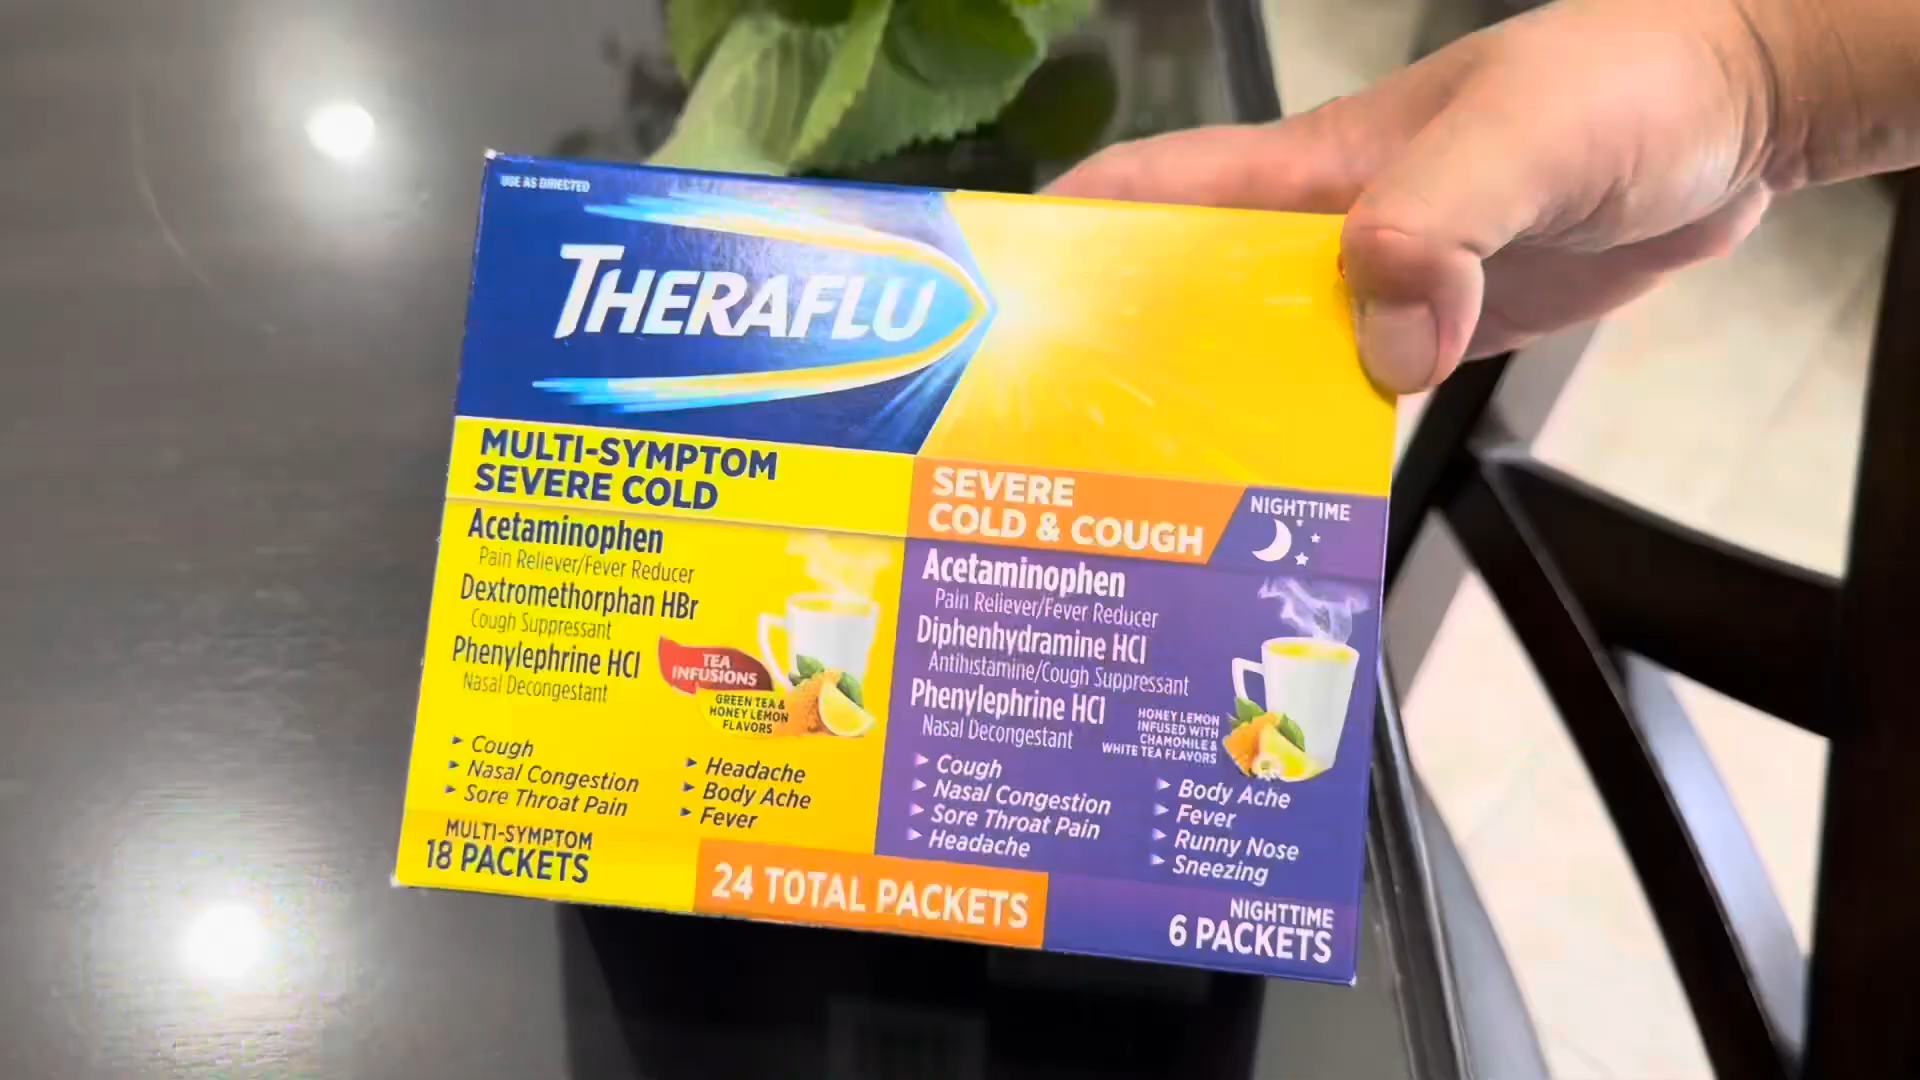 USE AS DIRECTED
THERAFLU
MULTI-SYMPTOM
SEVERE COLD
Acetaminophen
Pain Reliever/Fever Reducer
Dextromethorphan HBr
Cough Suppressant
Phenylephrine HCl
Nasal Decongestant
TEA
INFUSIONS
GREEN TEA &
HONEY LEMON
FLAVORS
▸ Cough
▸ Nasal Congestion
▸ Sore Throat Pain
▸ Headache
▸ Body Ache
▸ Fever
MULTI-SYMPTOM
18 PACKETS
24 TOTAL PACKETS
SEVERE
COLD & COUGH
NIGHTTIME
Acetaminophen
Pain Reliever/Fever Reducer
Diphenhydramine HCl
Antihistamine/Cough Suppressant
Phenylephrine HCl
Nasal Decongestant
HONEY LEMON
INFUSED WITH
CHAMOMILE &
WHITE TEA FLAVORS
▸ Cough
▸ Nasal Congestion
▸ Sore Throat Pain
▸ Headache
▸ Body Ache
▸ Fever
▸ Runny Nose
▸ Sneezing
NIGHTTIME
6 PACKETS